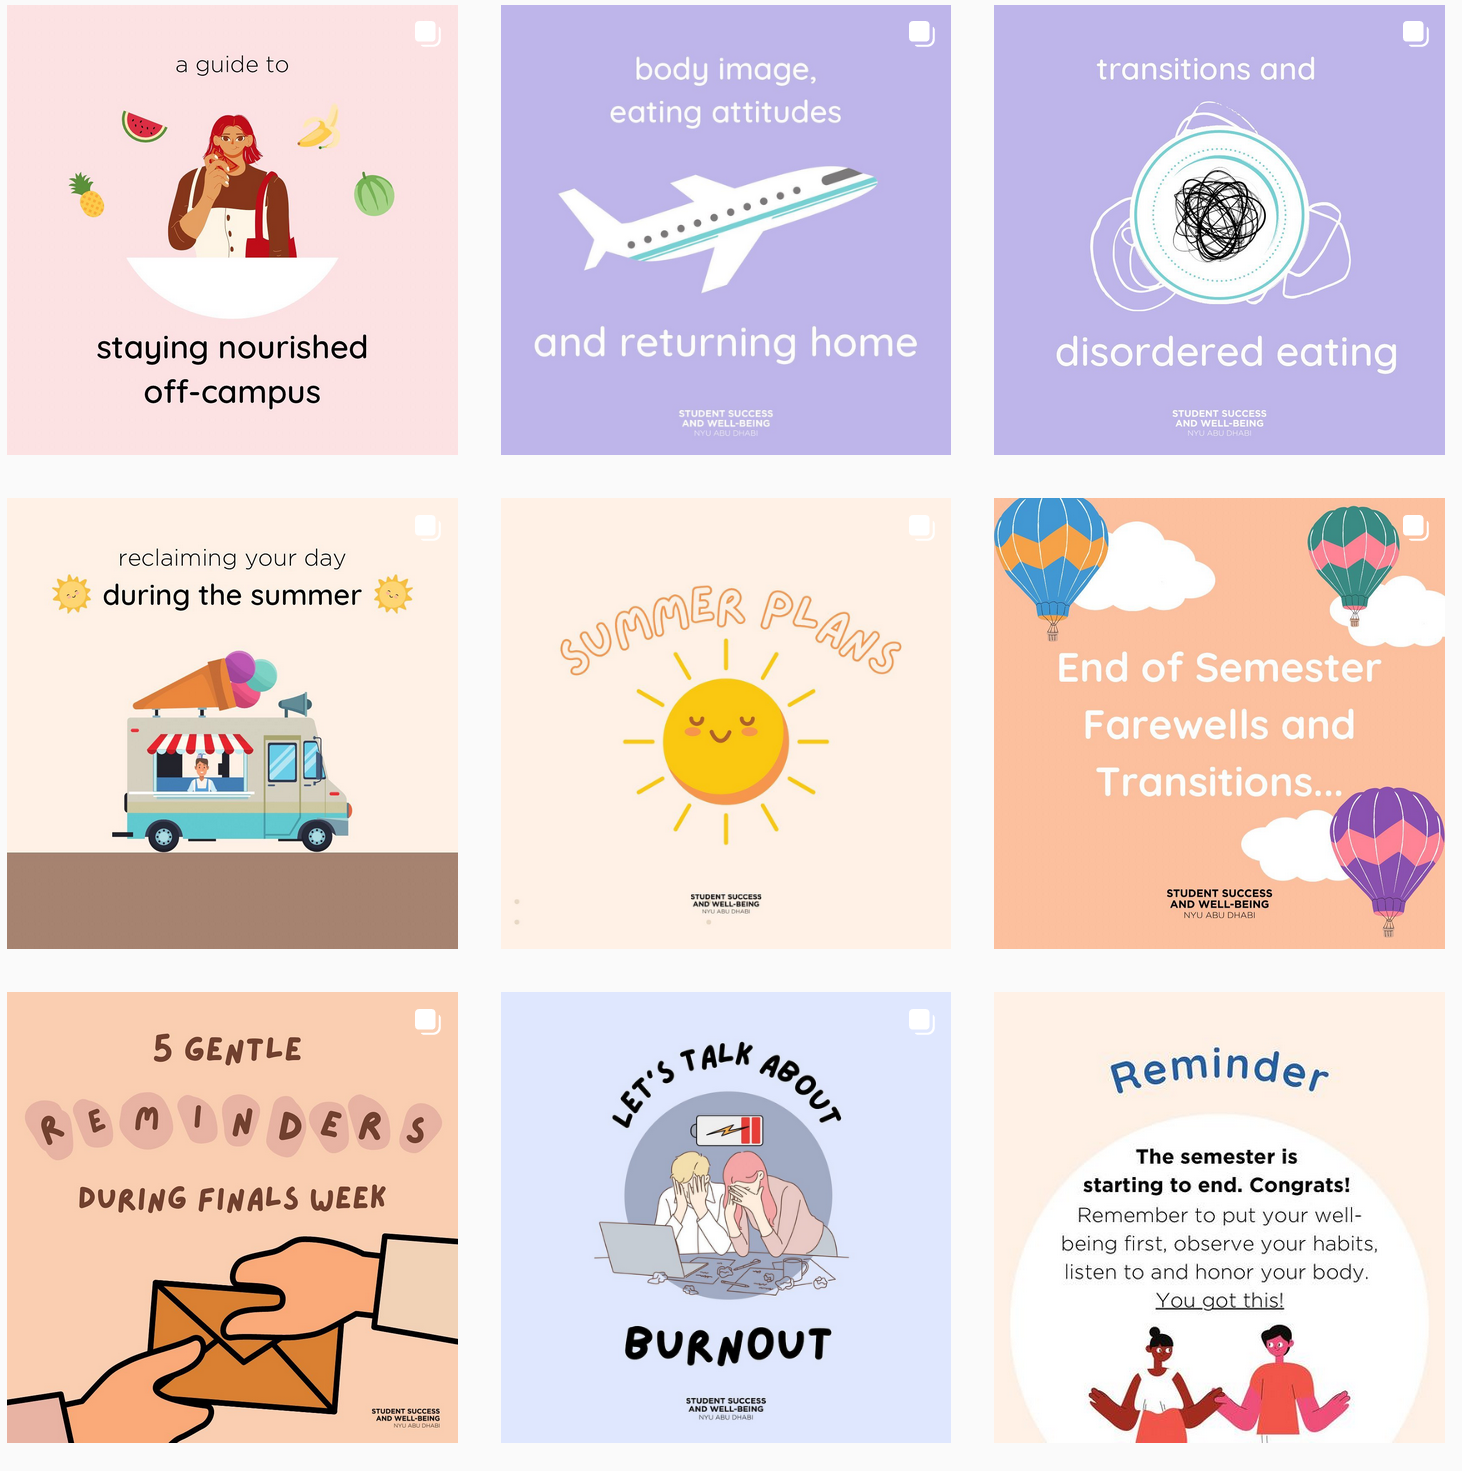 a guide to
staying nourished
off-campus
body image,
eating attitudes
and returning home
STUDENT SUCCESS
AND WELL-BEING
NYU ABU DHABI
transitions and
disordered eating
STUDENT SUCCESS
AND WELL-BEING
NYU ABU DHABI
reclaiming your day
during the summer
SUMMER PLANS
STUDENT SUCCESS
AND WELL-BEING
NYU ABU DHABI
End of Semester
Farewells and
Transitions...
STUDENT SUCCESS
AND WELL-BEING
NYU ABU DHABI
5 GENTLE
REMINDERS
DURING FINALS WEEK
STUDENT SUCCESS
AND WELL-BEING
NYU ABU DHABI
LET'S TALK ABOUT
BURNOUT
STUDENT SUCCESS
AND WELL-BEING
NYU ABU DHABI
Reminder
The semester is
starting to end. Congrats!
Remember to put your well-
being first, observe your habits,
listen to and honor your body.
You got this!